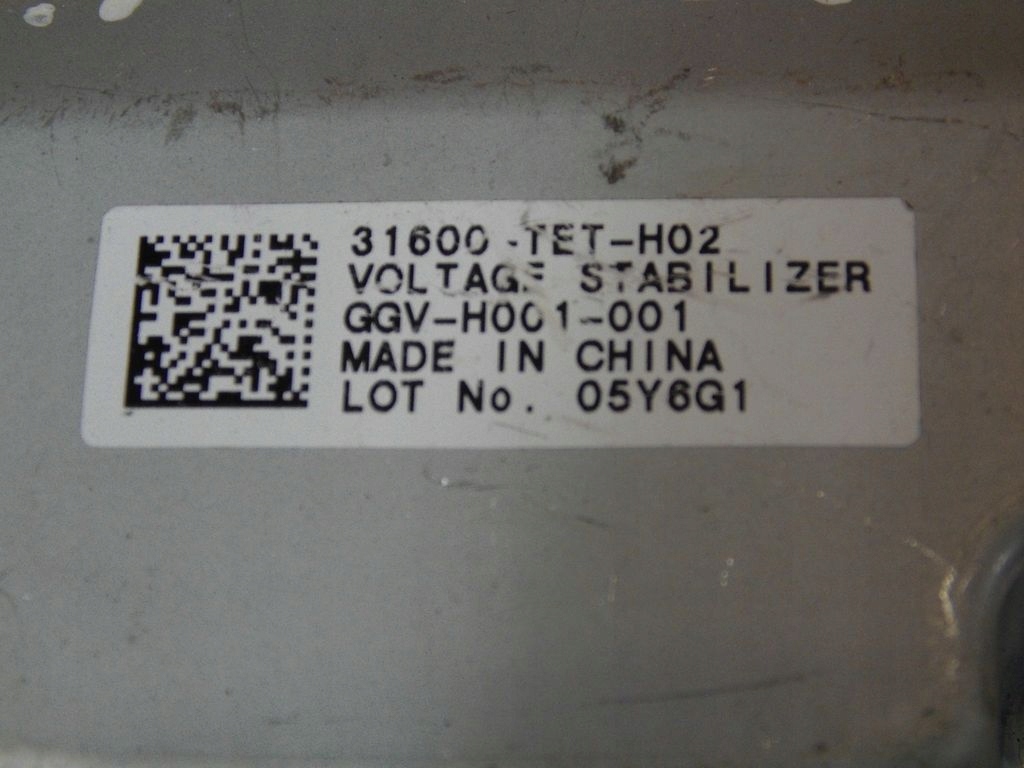 31600-TET-H02
VOLTAGE STABILIZER
GGV-H001-001
MADE IN CHINA
LOT No. 05Y6G1